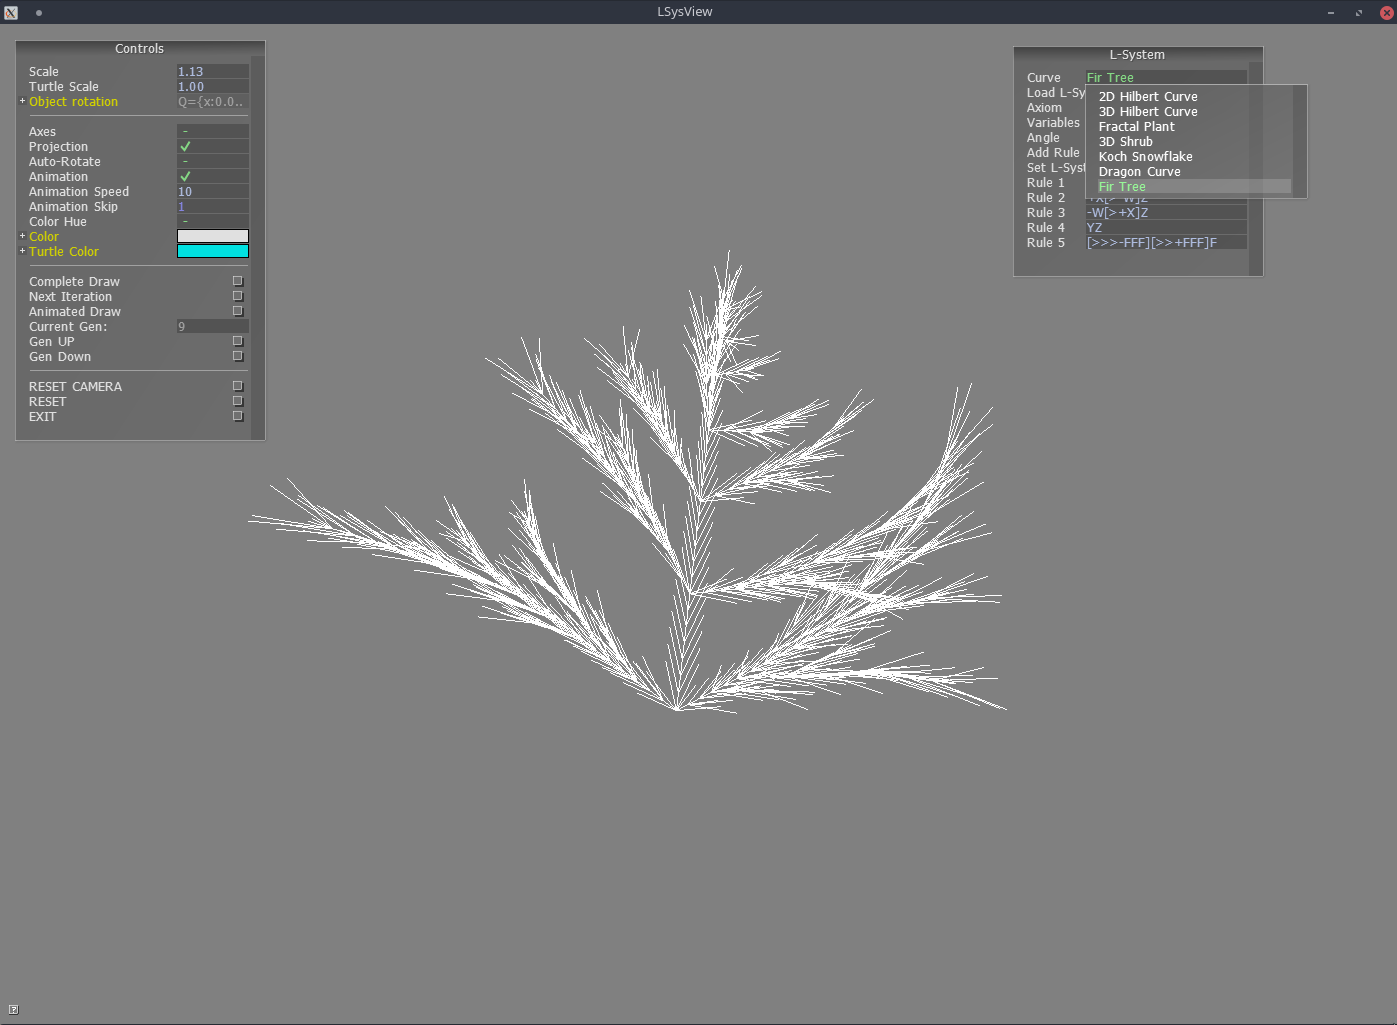 LSysView
Controls
Scale 1.13
Turtle Scale 1.00
+ Object rotation Q={x:0.0..
Axes -
Projection ✓
Auto-Rotate -
Animation ✓
Animation Speed 10
Animation Skip 1
Color Hue -
+ Color
+ Turtle Color
Complete Draw
Next Iteration
Animated Draw
Current Gen: 9
Gen UP
Gen Down
RESET CAMERA
RESET
EXIT
L-System
Curve Fir Tree
Load L-Sy
Axiom
Variables
Angle
Add Rule
Set L-Syst
2D Hilbert Curve
3D Hilbert Curve
Fractal Plant
3D Shrub
Koch Snowflake
Dragon Curve
Fir Tree
Rule 1
Rule 2
Rule 3 -W[>+X]Z
Rule 4 YZ
Rule 5 [>>>-FFF][>>+FFF]F
?